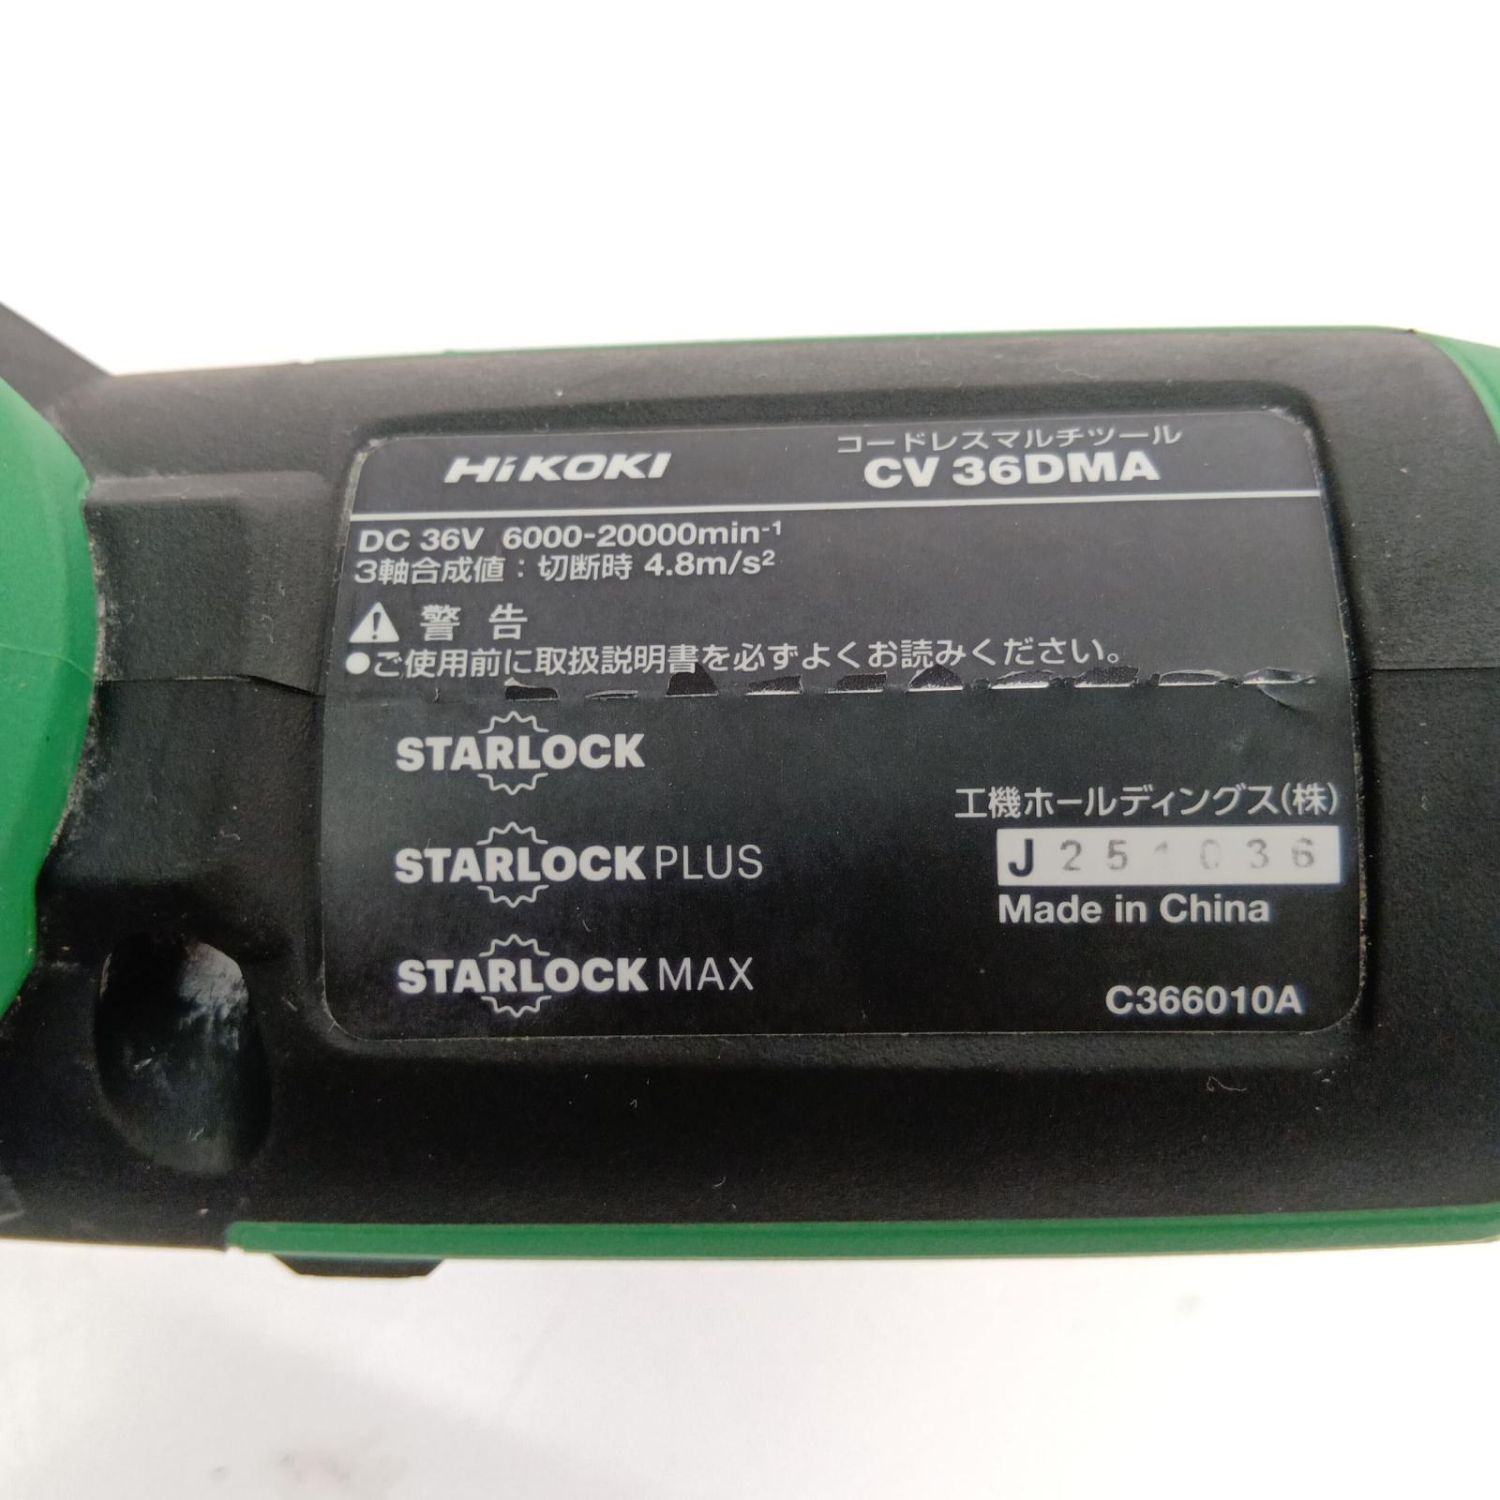 HiKOKI
コードレスマルチツール
CV 36DMA
DC 36V 6000-20000min⁻¹
3軸合成値：切断時 4.8m/s²
警 告
●ご使用前に取扱説明書を必ずよくお読みください。
STARLOCK
STARLOCK PLUS
STARLOCK MAX
工機ホールディングス(株)
J 251036
Made in China
C366010A